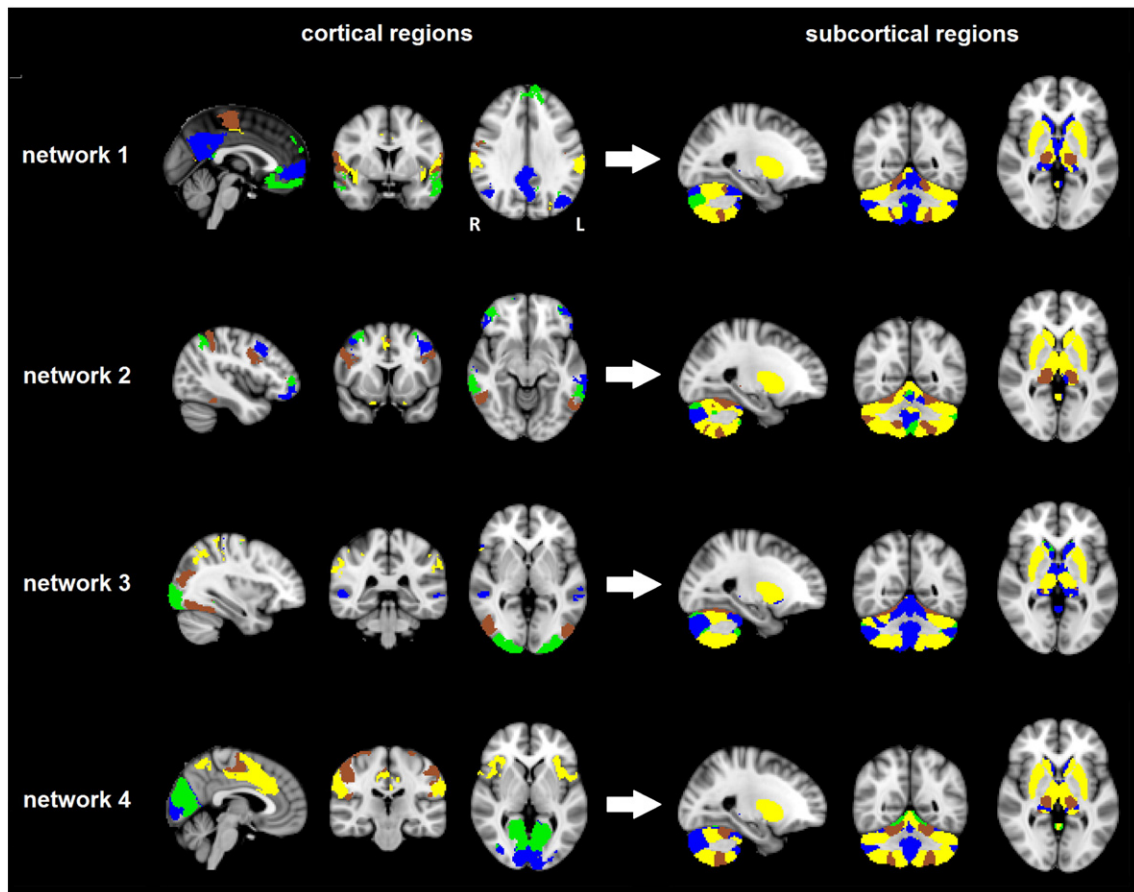 cortical regions
subcortical regions
network 1
R
L
network 2
network 3
network 4